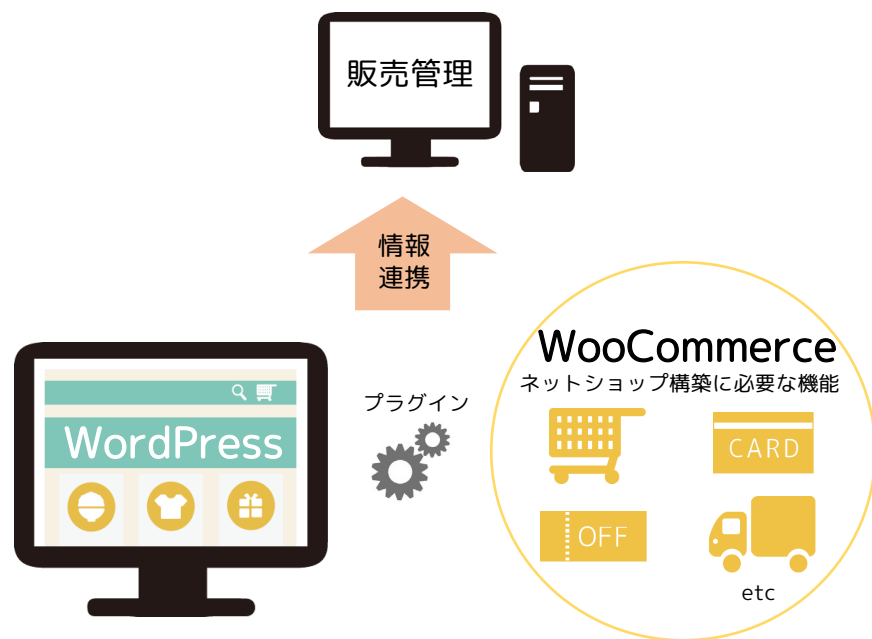 販売管理
情報
連携
WooCommerce
ネットショップ構築に必要な機能
プラグイン
WordPress
CARD
OFF
etc